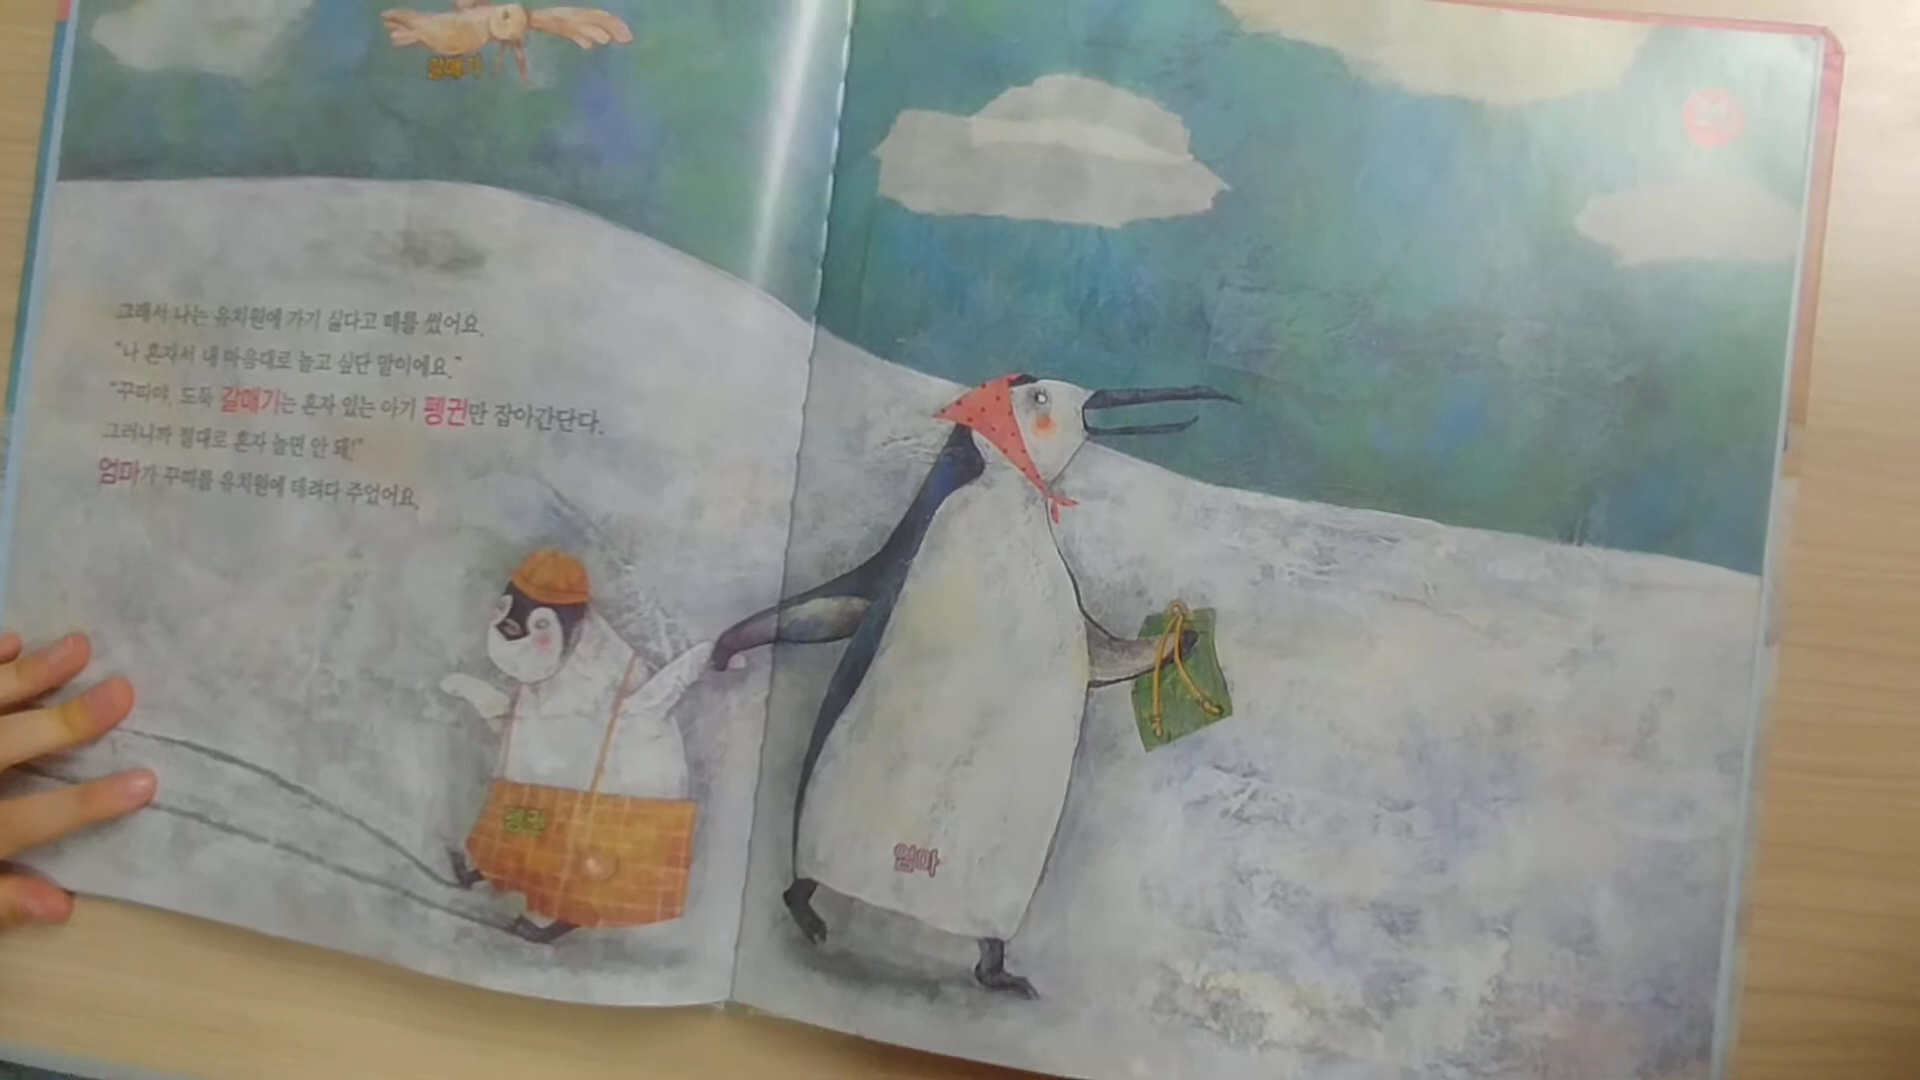 갈매기
그래서 나는 유치원에 가기 싫다고 떼를 썼어요.
"나 혼자서 내 마음대로 놀고 싶단 말이에요."
"꾸띠야, 도둑 갈매기는 혼자 있는 아기 펭귄만 잡아간단다.
그러니까 절대로 혼자 놀면 안 돼!"
엄마가 꾸띠를 유치원에 데려다 주었어요.
펭귄
엄마